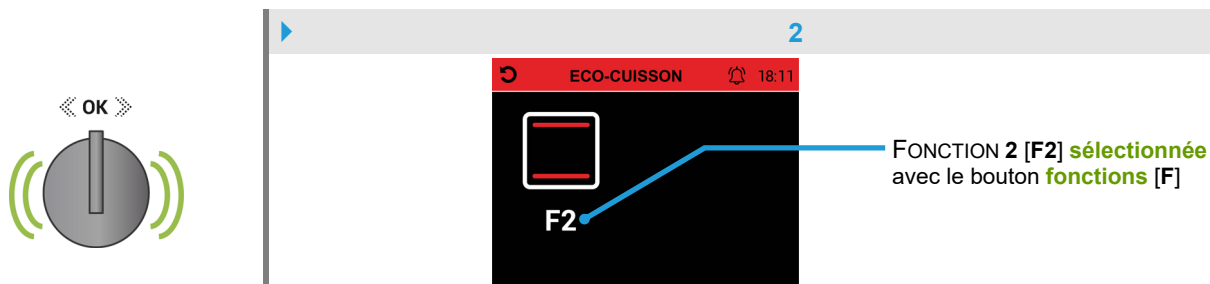 2
ECO-CUISSON 18:11
OK
F2
FONCTION 2 [F2] sélectionnée
avec le bouton fonctions [F]